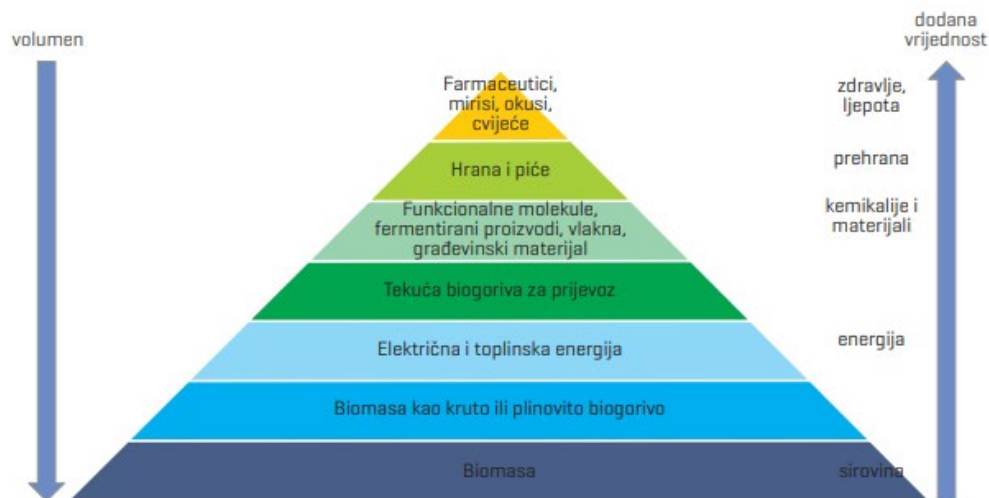 volumen
dodana
vrijednost
Farmaceutici,
mirisi, okusi,
cvijeće
zdravlje,
ljepota
Hrana i piće
prehrana
Funkcionalne molekule,
fermentirani proizvodi, vlakna,
građevinski materijal
kemikalije i
materijali
Tekuća biogoriva za prijevoz
Električna i toplinska energija
energija
Biomasa kao kruto ili plinovito biogorivo
Biomasa
sirovina